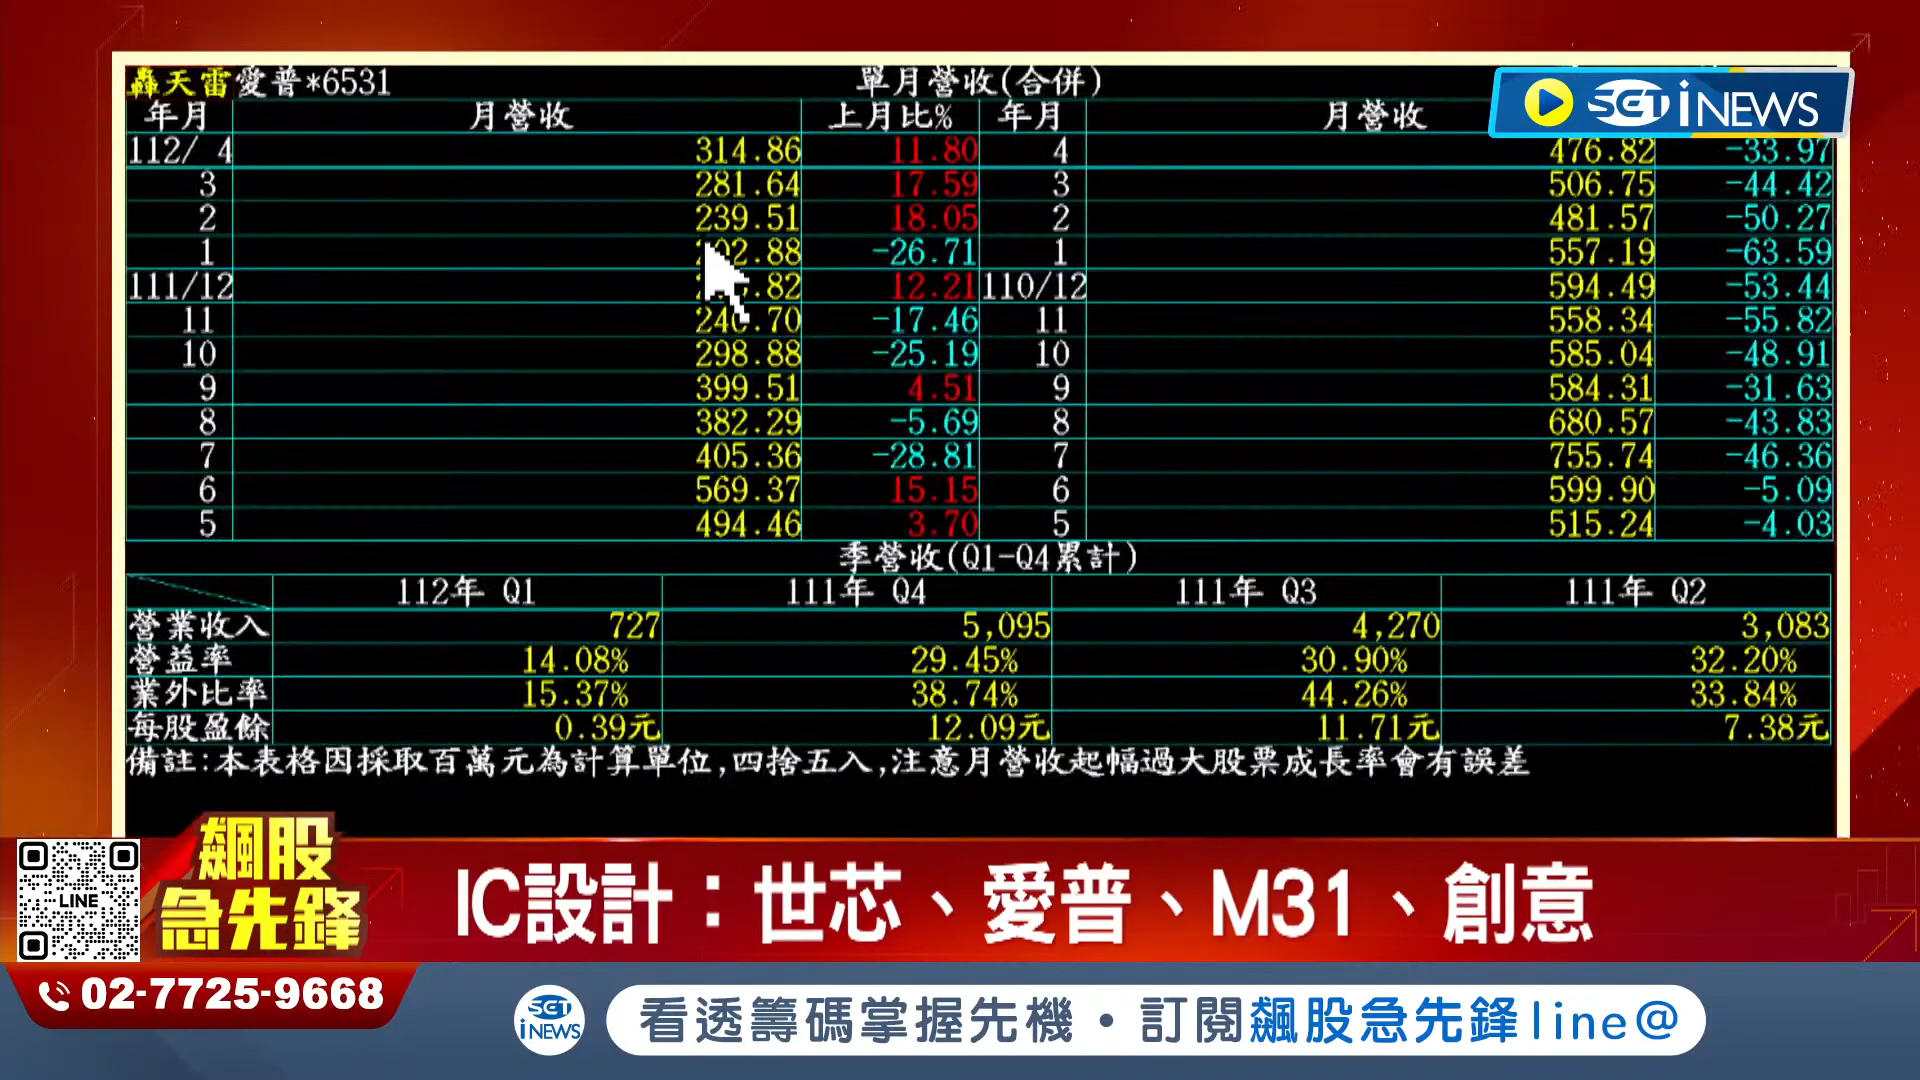 轟天雷愛普*6531 單月營收(合併)
年月 月營收 上月比% 年月 月營收
112/ 4 314.86 11.80 4 476.82 -33.97
3 281.64 17.59 3 506.75 -44.42
2 239.51 18.05 2 481.57 -50.27
1 -26.71 1 557.19 -63.59
111/12 12.21 110/12 594.49 -53.44
11 -17.46 11 558.34 -55.82
10 298.88 -25.19 10 585.04 -48.91
9 399.51 4.51 9 584.31 -31.63
8 382.29 -5.69 8 680.57 -43.83
7 405.36 -28.81 7 755.74 -46.36
6 569.37 15.15 6 599.90 -5.09
5 494.46 3.70 5 515.24 -4.03
季營收(Q1-Q4累計)
112年 Q1 111年 Q4 111年 Q3 111年 Q2
營業收入 727 5,095 4,270 3,083
營益率 14.08% 29.45% 30.90% 32.20%
業外比率 15.37% 38.74% 44.26% 33.84%
每股盈餘 0.39元 12.09元 11.71元 7.38元
備註:本表格因採取百萬元為計算單位,四捨五入,注意月營收起幅過大股票成長率會有誤差
SET iNEWS
LINE
飆股
急先鋒
IC設計：世芯、愛普、M31、創意
02-7725-9668
SET
iNEWS
看透籌碼掌握先機・訂閱飆股急先鋒line@